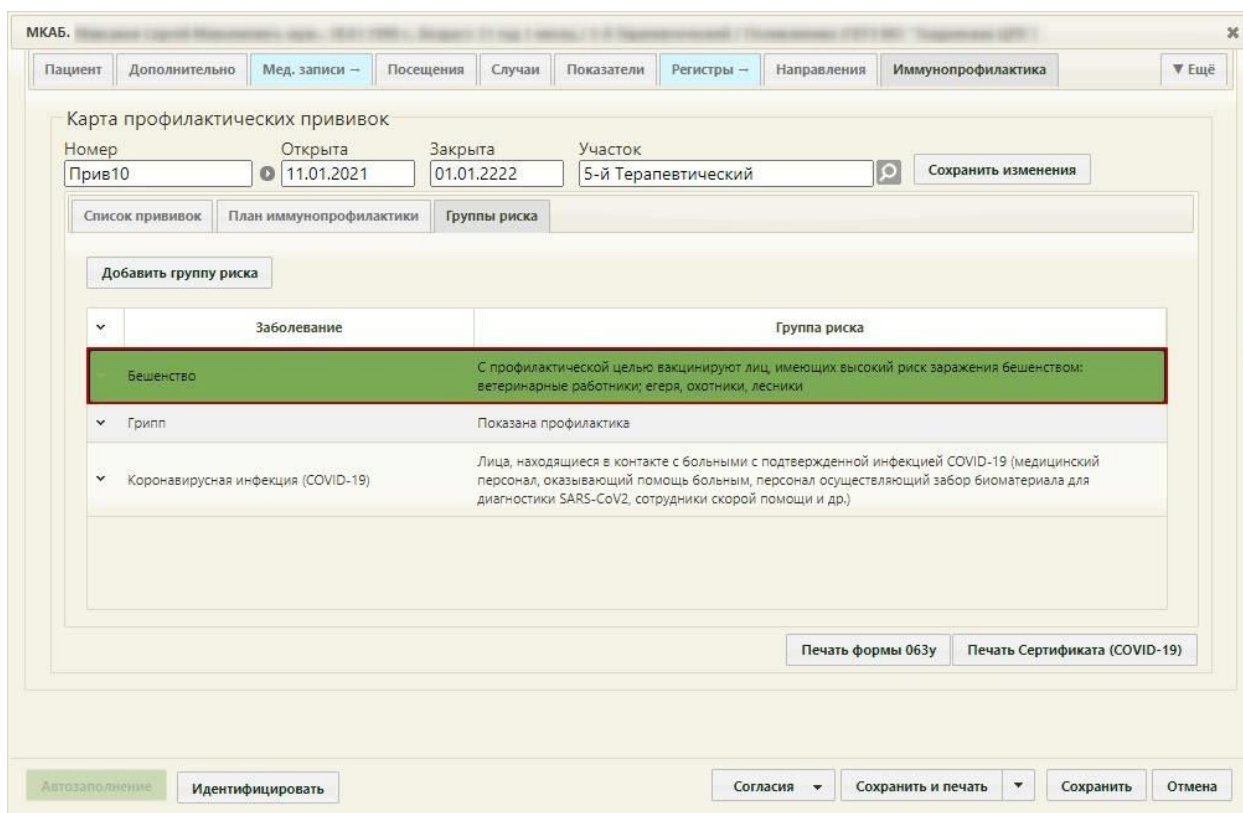 МКАБ.
Пациент Дополнительно Мед. записи – Посещения Случаи Показатели Регистры – Направления Иммунопрофилактика ▼ Ещё
Карта профилактических прививок
Номер Открыта Закрыта Участок
Прив10 11.01.2021 01.01.2222 5-й Терапевтический Сохранить изменения
Список прививок План иммунопрофилактики Группы риска
Добавить группу риска
Заболевание Группа риска
Бешенство
С профилактической целью вакцинируют лиц, имеющих высокий риск заражения бешенством:
ветеринарные работники; егеря, охотники, лесники
Грипп Показана профилактика
Коронавирусная инфекция (COVID-19)
Лица, находящиеся в контакте с больными с подтвержденной инфекцией COVID-19 (медицинский
персонал, оказывающий помощь больным, персонал осуществляющий забор биоматериала для
диагностики SARS-CoV2, сотрудники скорой помощи и др.)
Печать формы 063у Печать Сертификата (COVID-19)
Автозаполнение Идентифицировать Согласия Сохранить и печать Сохранить Отмена